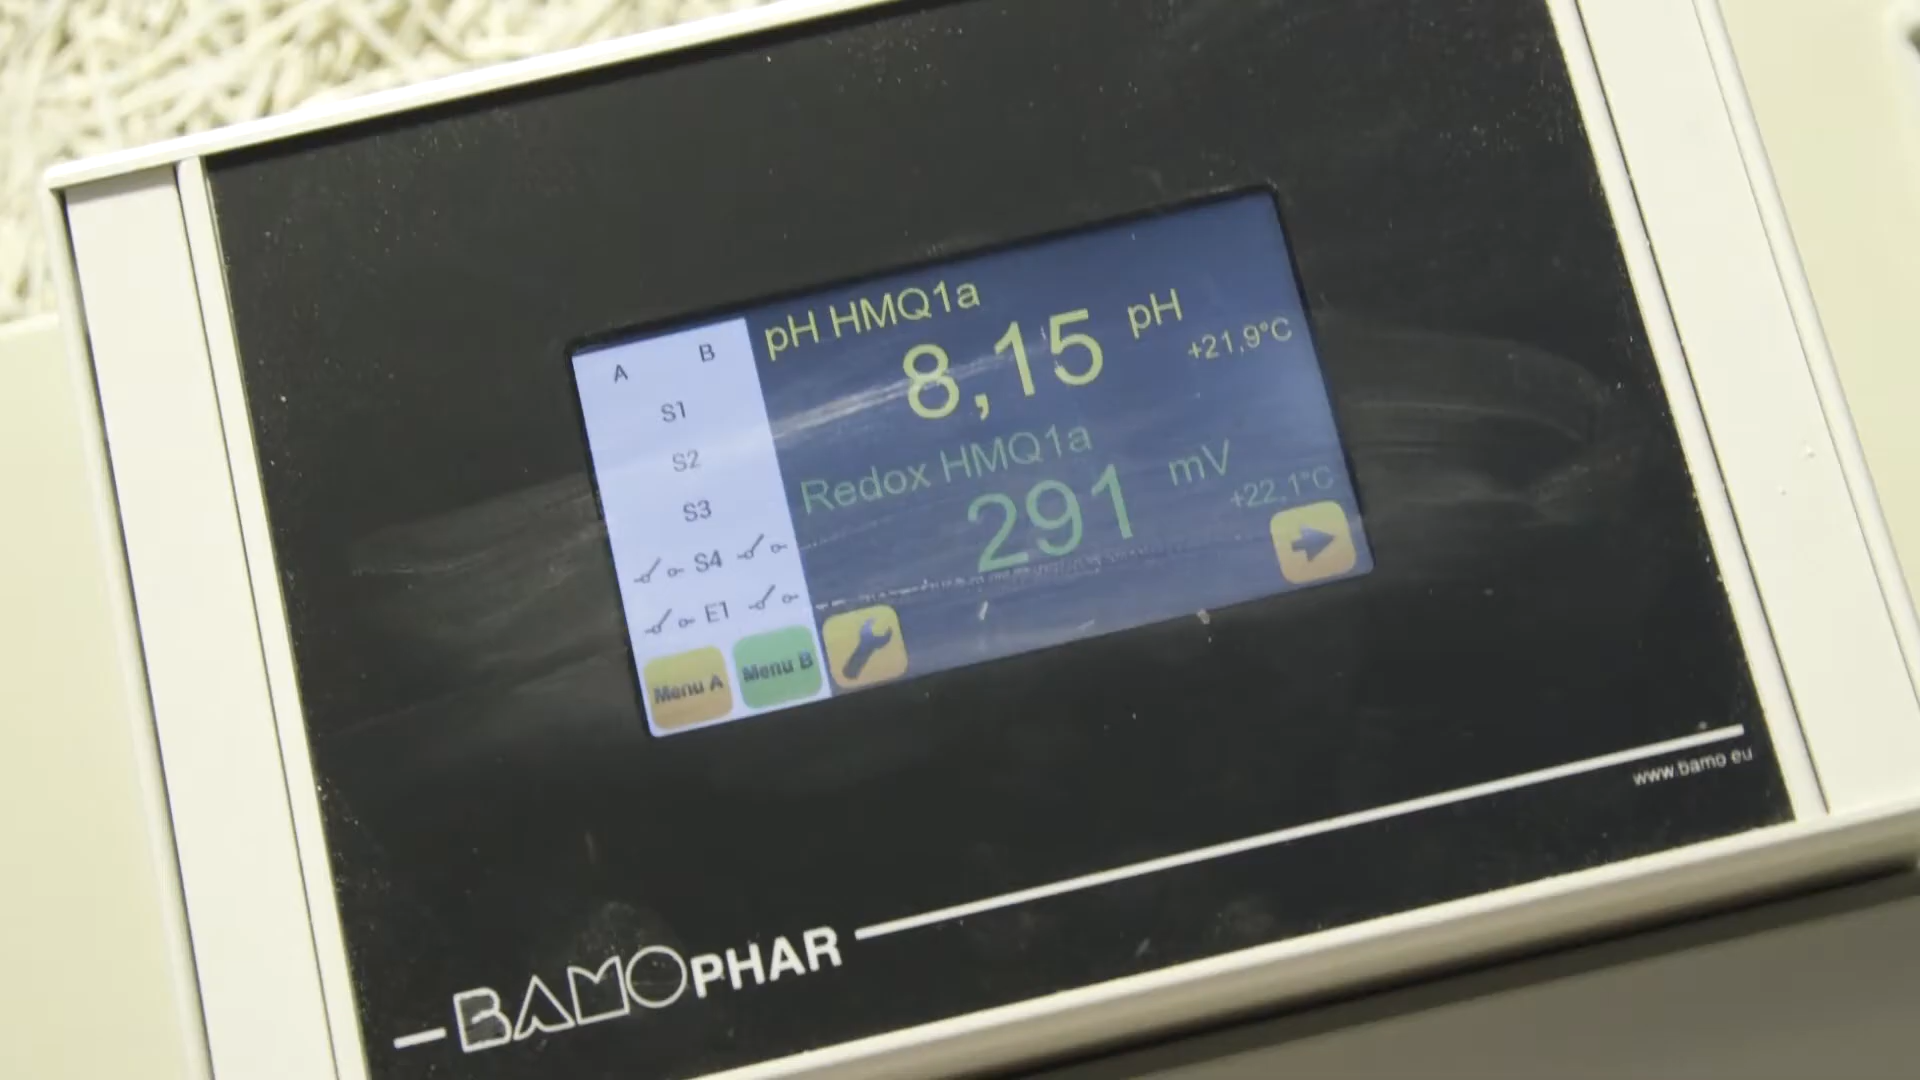 A B
S1
S2
S3
S4
E1
Menu A Menu B
pH HMQ1a
8,15 pH
+21,9°C
Redox HMQ1a
291 mV
+22,1°C
www.bamo.eu
BAMOPHAR